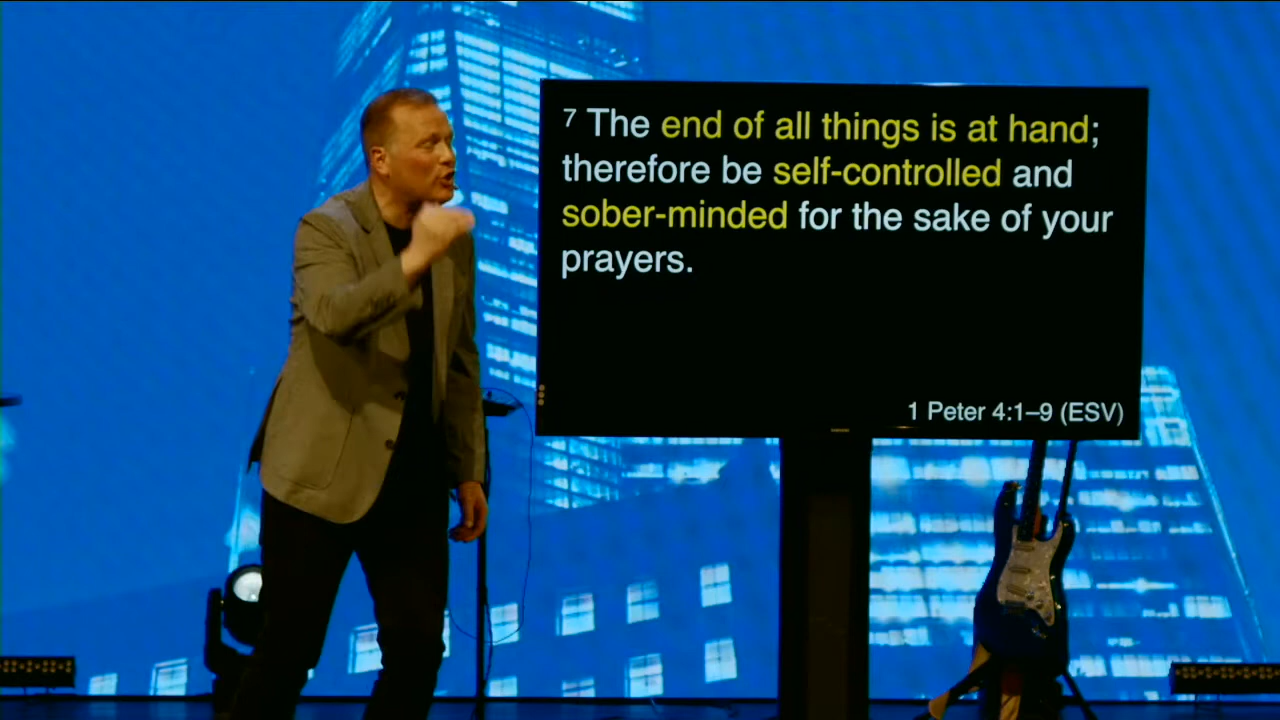 7 The end of all things is at hand;
therefore be self-controlled and
sober-minded for the sake of your
prayers.
1 Peter 4:1–9 (ESV)